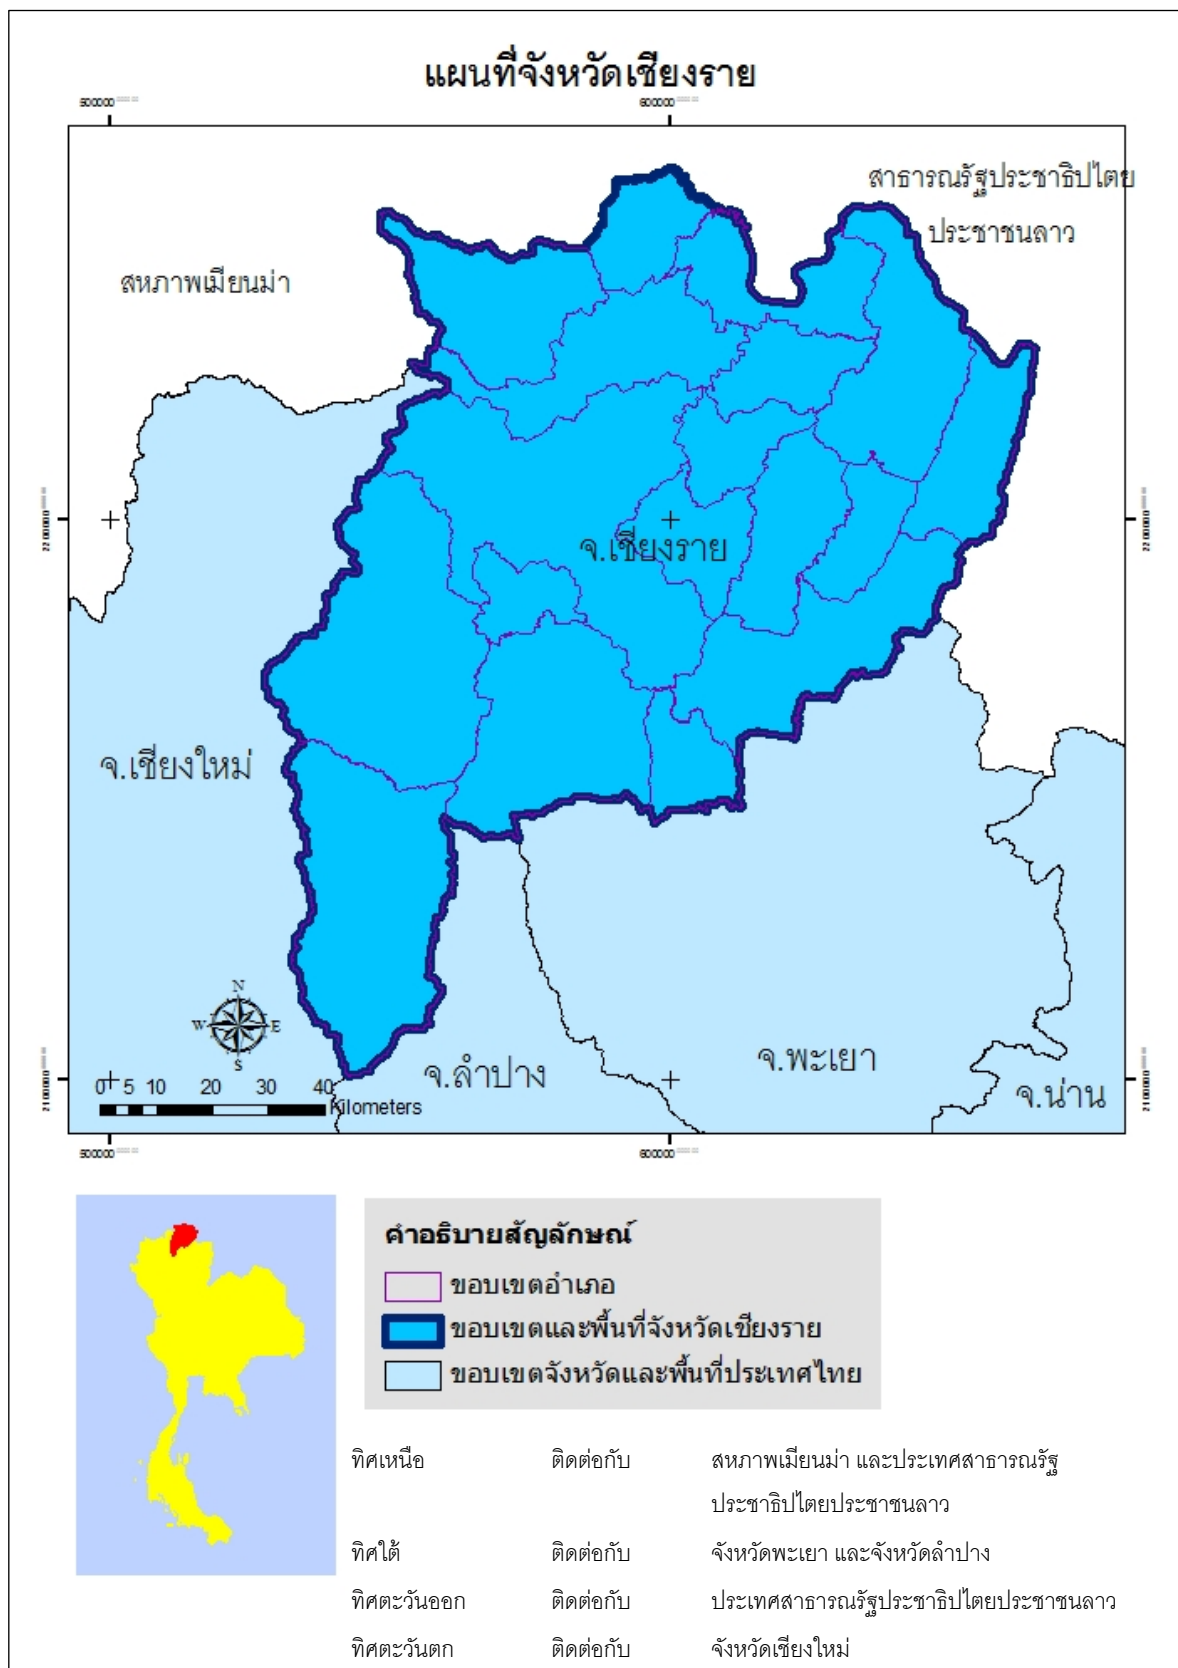 แผนที่จังหวัดเชียงราย
500000 600000
สาธารณรัฐประชาธิปไตย
ประชาชนลาว
สหภาพเมียนม่า
2200000 2200000
จ.เชียงราย
จ.เชียงใหม่
N
W E
S
จ.ลำปาง
จ.พะเยา
จ.น่าน
2100000 2100000
0 5 10 20 30 40
Kilometers
500000 600000
คำอธิบายสัญลักษณ์
ขอบเขตอำเภอ
ขอบเขตและพื้นที่จังหวัดเชียงราย
ขอบเขตจังหวัดและพื้นที่ประเทศไทย
ทิศเหนือ ติดต่อกับ สหภาพเมียนม่า และประเทศสาธารณรัฐ
ประชาธิปไตยประชาชนลาว
ทิศใต้ ติดต่อกับ จังหวัดพะเยา และจังหวัดลำปาง
ทิศตะวันออก ติดต่อกับ ประเทศสาธารณรัฐประชาธิปไตยประชาชนลาว
ทิศตะวันตก ติดต่อกับ จังหวัดเชียงใหม่